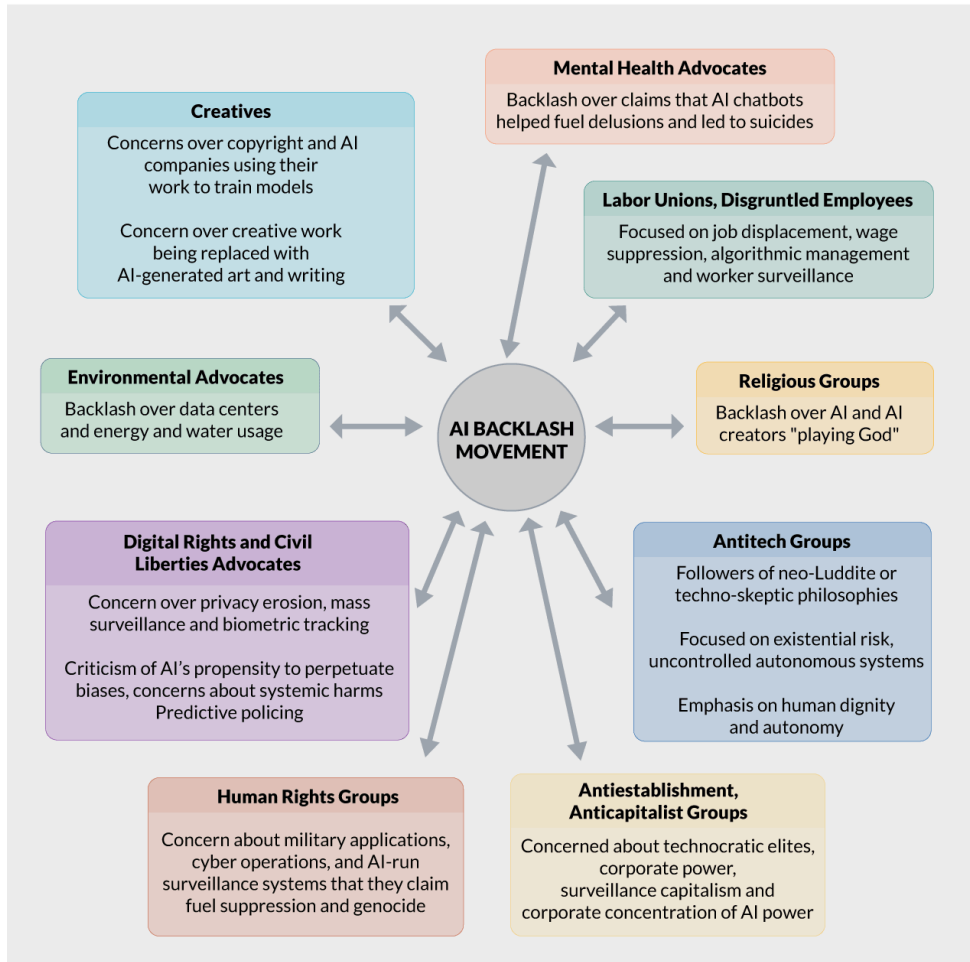 Mental Health Advocates
Backlash over claims that AI chatbots
helped fuel delusions and led to suicides
Creatives
Concerns over copyright and AI
companies using their
work to train models
Concern over creative work
being replaced with
AI-generated art and writing
Labor Unions, Disgruntled Employees
Focused on job displacement, wage
suppression, algorithmic management
and worker surveillance
Environmental Advocates
Backlash over data centers
and energy and water usage
AI BACKLASH
MOVEMENT
Religious Groups
Backlash over AI and AI
creators "playing God"
Digital Rights and Civil
Liberties Advocates
Concern over privacy erosion, mass
surveillance and biometric tracking
Criticism of AI’s propensity to perpetuate
biases, concerns about systemic harms
Predictive policing
Antitech Groups
Followers of neo-Luddite or
techno-skeptic philosophies
Focused on existential risk,
uncontrolled autonomous systems
Emphasis on human dignity
and autonomy
Human Rights Groups
Concern about military applications,
cyber operations, and AI-run
surveillance systems that they claim
fuel suppression and genocide
Antiestablishment,
Anticapitalist Groups
Concerned about technocratic elites,
corporate power,
surveillance capitalism and
corporate concentration of AI power